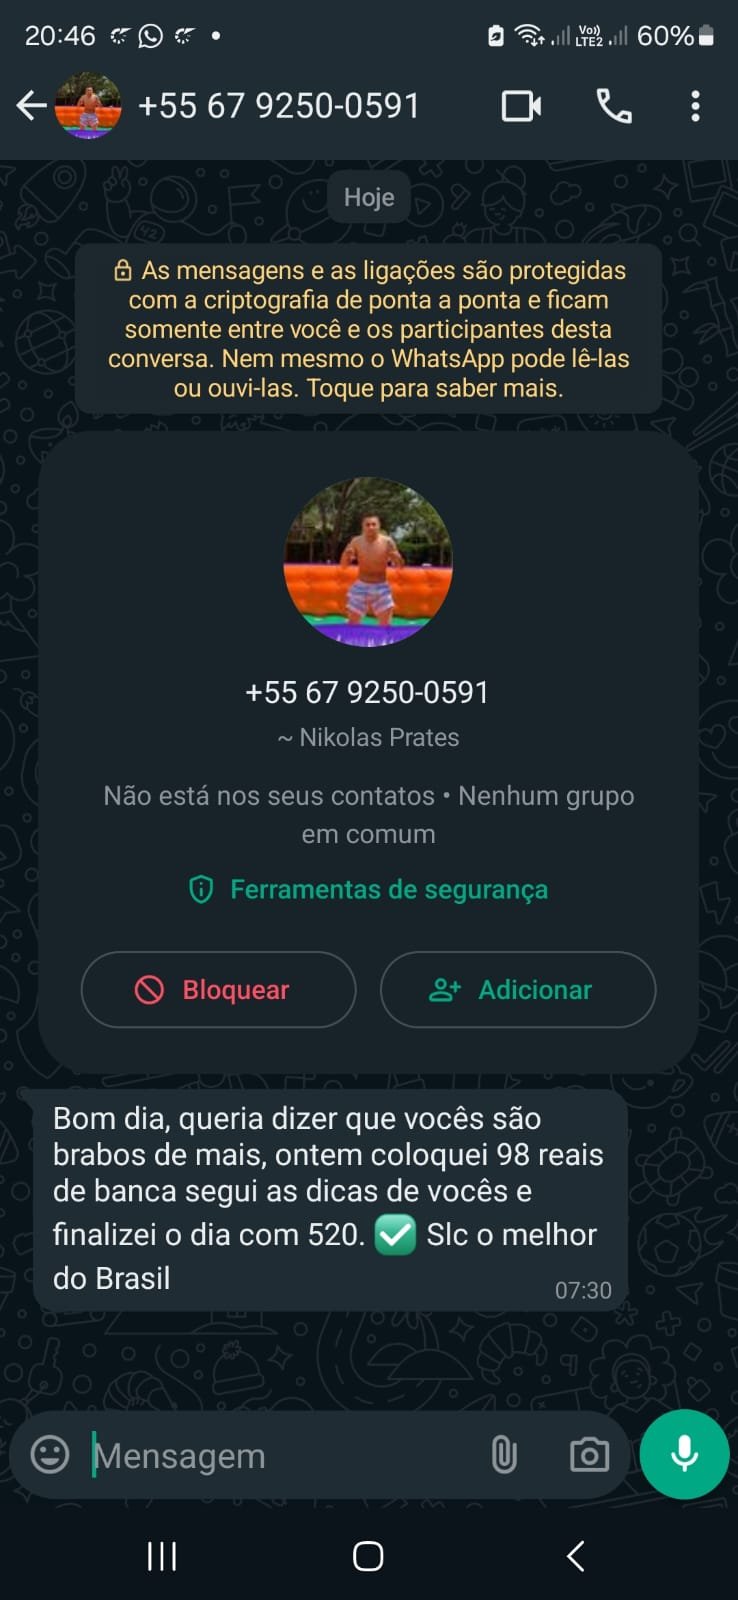 20:46
Vo))
LTE2
60%
+55 67 9250-0591
Hoje
As mensagens e as ligações são protegidas
com a criptografia de ponta a ponta e ficam
somente entre você e os participantes desta
conversa. Nem mesmo o WhatsApp pode lê-las
ou ouvi-las. Toque para saber mais.
+55 67 9250-0591
~ Nikolas Prates
Não está nos seus contatos • Nenhum grupo
em comum
Ferramentas de segurança
Bloquear
Adicionar
Bom dia, queria dizer que vocês são
brabos de mais, ontem coloquei 98 reais
de banca segui as dicas de vocês e
finalizei o dia com 520. ✅ Slc o melhor
do Brasil
07:30
Mensagem